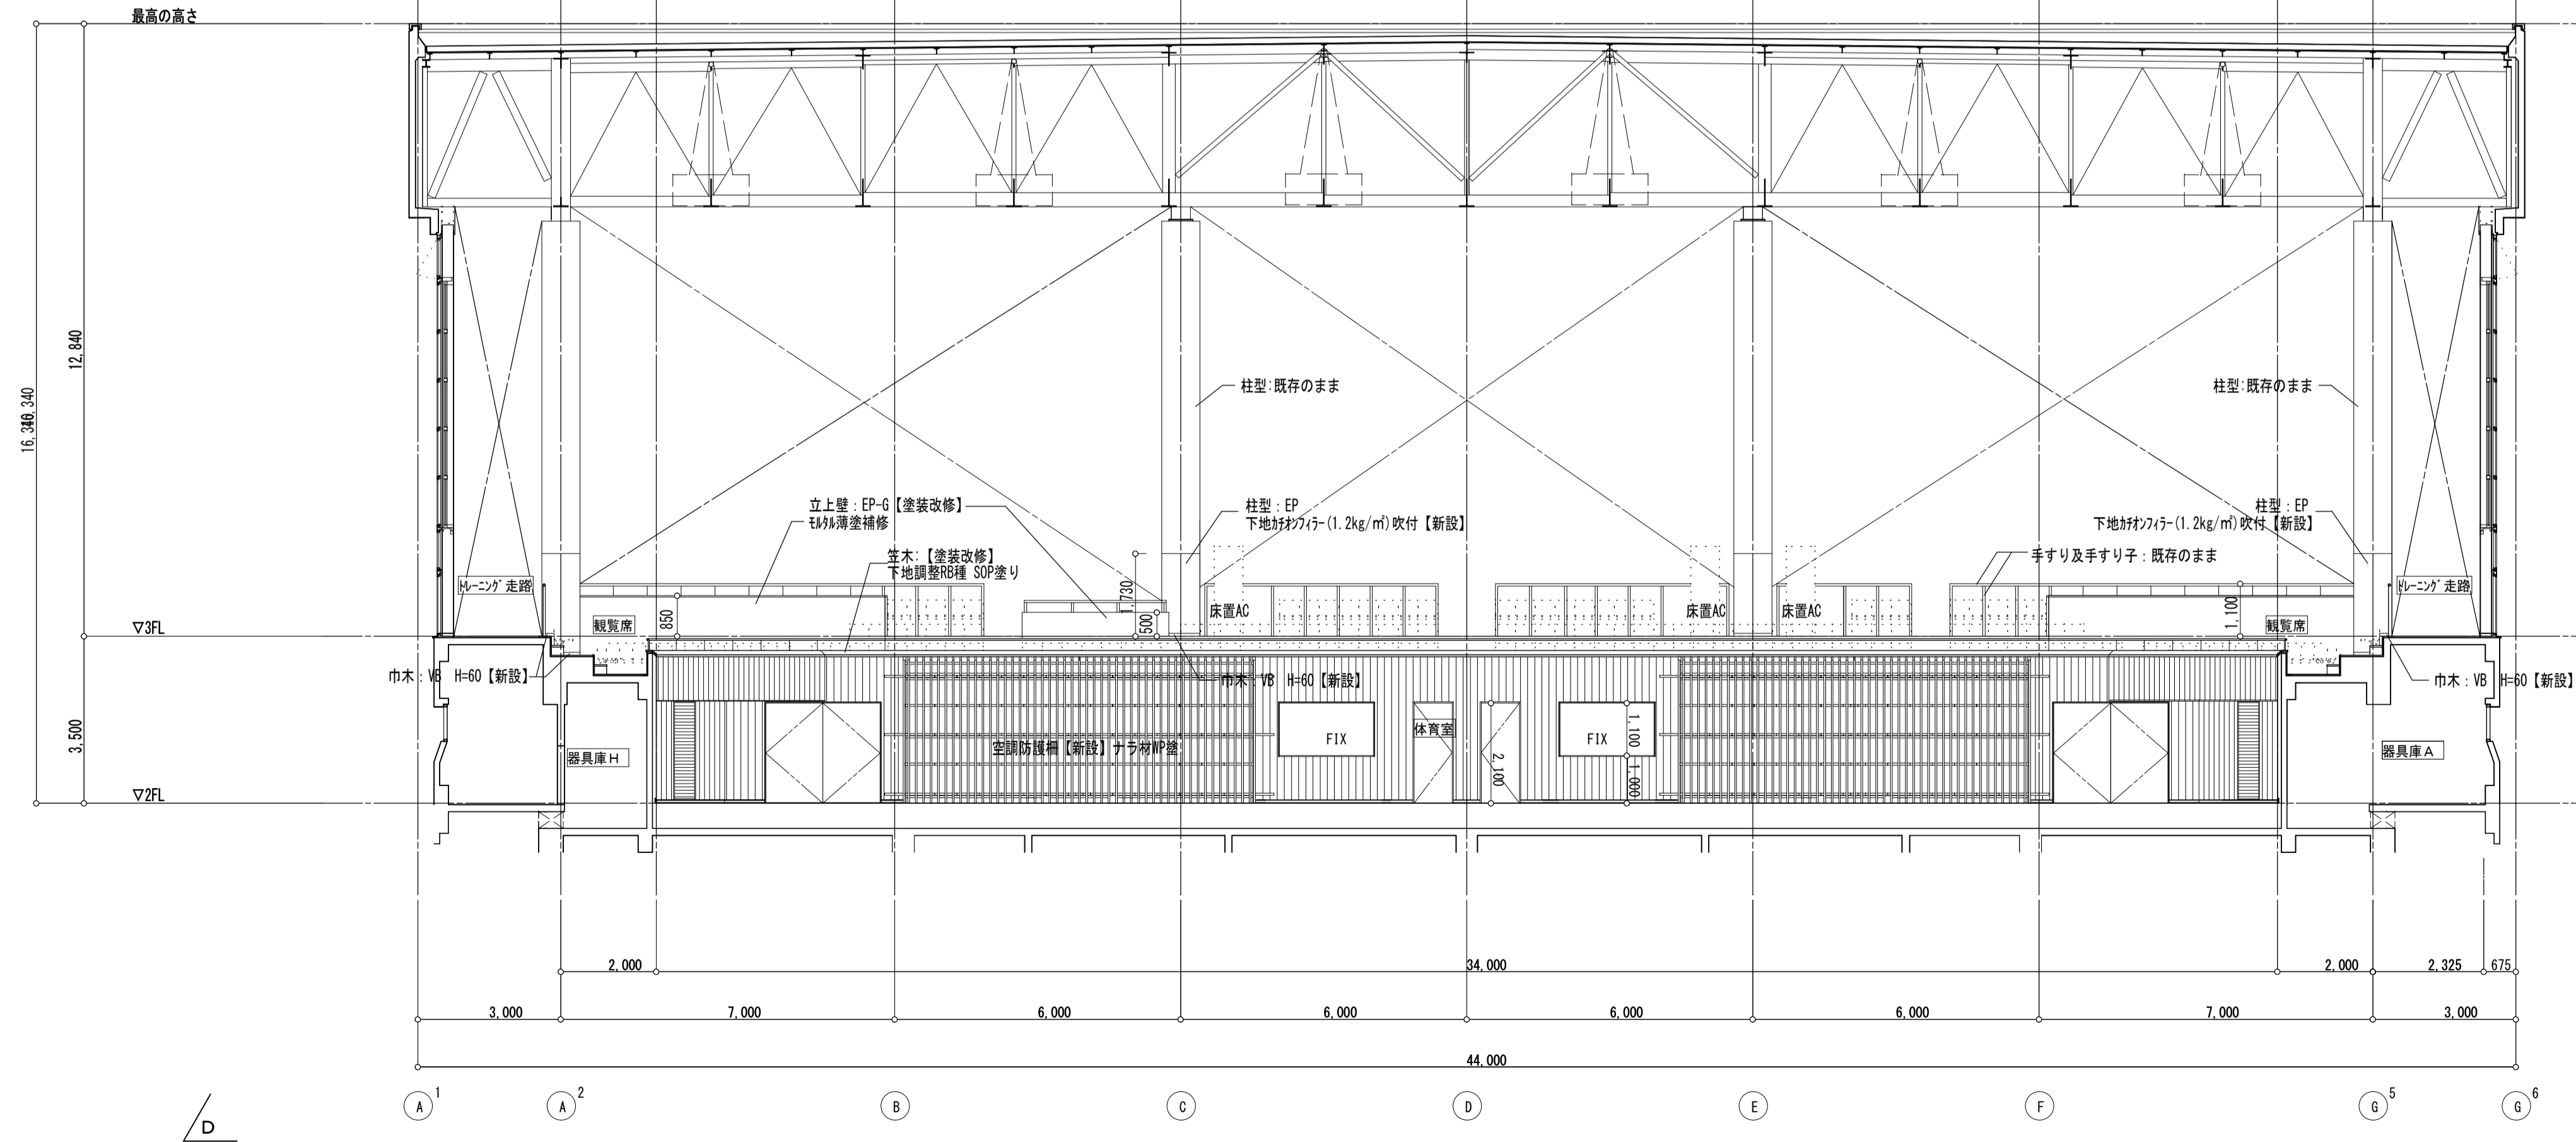 最高の高さ
12,840
16,340
柱型:既存のまま
柱型:既存のまま
立上壁：EP-G【塗装改修】
ﾓﾙﾀﾙ薄塗補修
柱型：EP
下地ｶﾁｵﾝﾌｨﾗｰ(1.2kg/㎡)吹付【新設】
柱型：EP
下地ｶﾁｵﾝﾌｨﾗｰ(1.2kg/㎡)吹付【新設】
笠木:【塗装改修】
下地調整RB種 SOP塗り
手すり及手すり子：既存のまま
ﾄﾚｰﾆﾝｸﾞ走路
ﾄﾚｰﾆﾝｸﾞ走路
1,730
850
500
1,100
床置AC
床置AC
床置AC
観覧席
観覧席
▽3FL
巾木：VB H=60【新設】
巾木：VB H=60【新設】
巾木：VB H=60【新設】
3,500
器具庫H
空調防護柵【新設】ナラ材WP塗
FIX
体育室
2,100
FIX
1,100
1,000
器具庫A
▽2FL
2,000
34,000
2,000
2,325
675
3,000
7,000
6,000
6,000
6,000
6,000
7,000
3,000
44,000
A 1
A 2
B
C
D
E
F
G 5
G 6
D